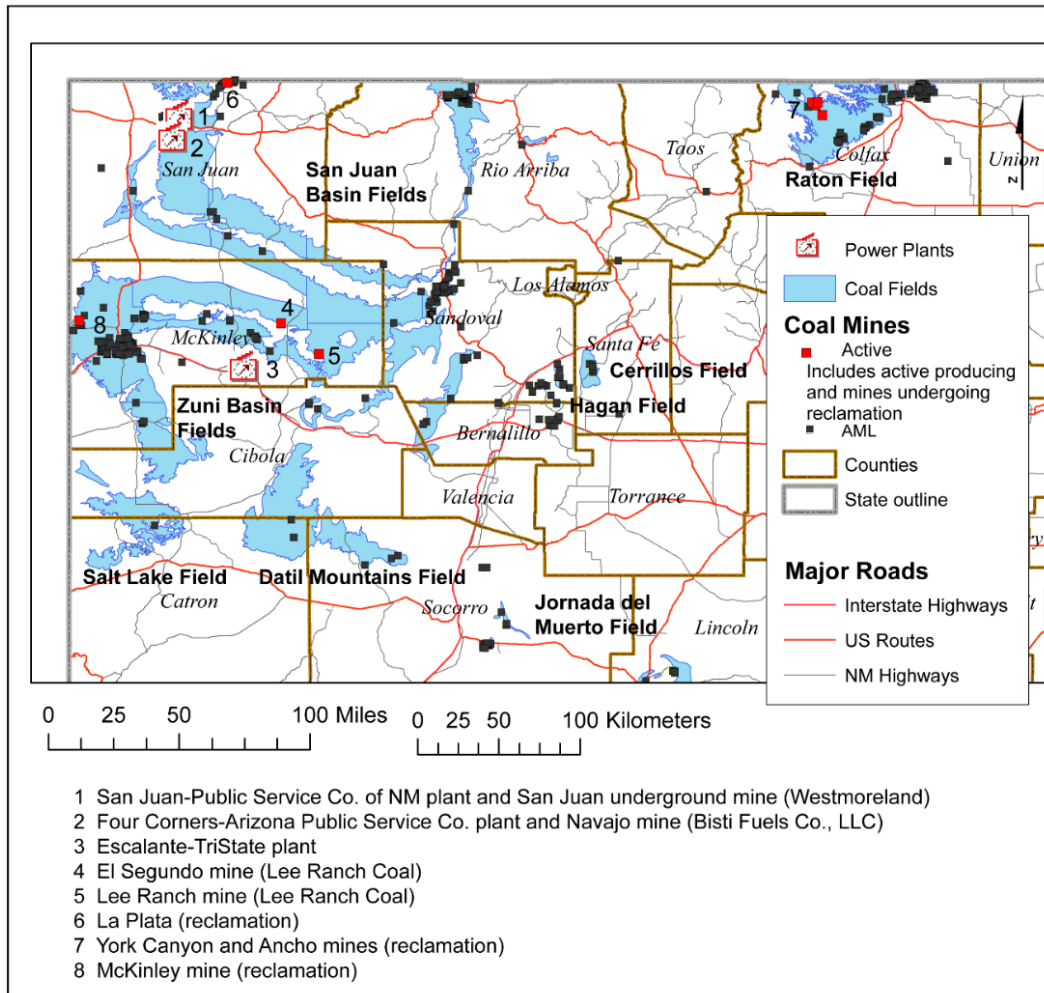 6
1
2
San Juan
San Juan
Basin Fields
Rio Arriba
Taos
7
Colfax
Raton Field
Union
N
Los Alamos
Sandoval
4
8
McKinley
5
3
Santa Fe
Cerrillos Field
Zuni Basin
Fields
Hagan Field
Bernalillo
Cibola
Valencia
Torrance
Salt Lake Field
Datil Mountains Field
Catron
Socorro
Jornada del
Muerto Field
Lincoln
Power Plants
Coal Fields
Coal Mines
Active
Includes active producing
and mines undergoing
reclamation
AML
Counties
State outline
Major Roads
Interstate Highways
US Routes
NM Highways
ry
t
0 25 50 100 Miles
0 25 50 100 Kilometers
1 San Juan-Public Service Co. of NM plant and San Juan underground mine (Westmoreland)
2 Four Corners-Arizona Public Service Co. plant and Navajo mine (Bisti Fuels Co., LLC)
3 Escalante-TriState plant
4 El Segundo mine (Lee Ranch Coal)
5 Lee Ranch mine (Lee Ranch Coal)
6 La Plata (reclamation)
7 York Canyon and Ancho mines (reclamation)
8 McKinley mine (reclamation)